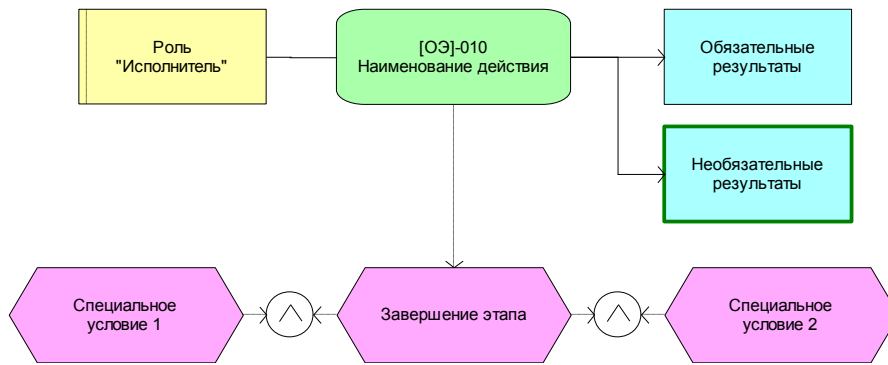 Роль
"Исполнитель"
[ОЭ]-010
Наименование действия
Обязательные
результаты
Необязательные
результаты
Специальное
условие 1
Завершение этапа
Специальное
условие 2